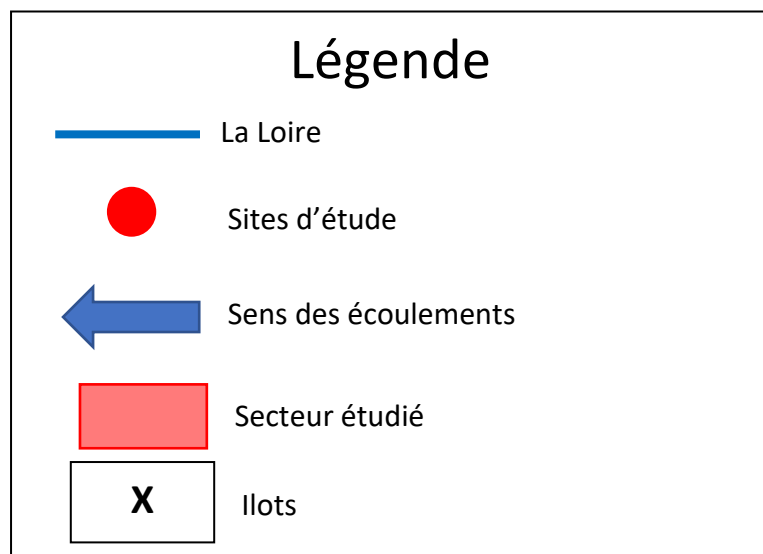 Légende
La Loire
Sites d’étude
Sens des écoulements
Secteur étudié
X Ilots